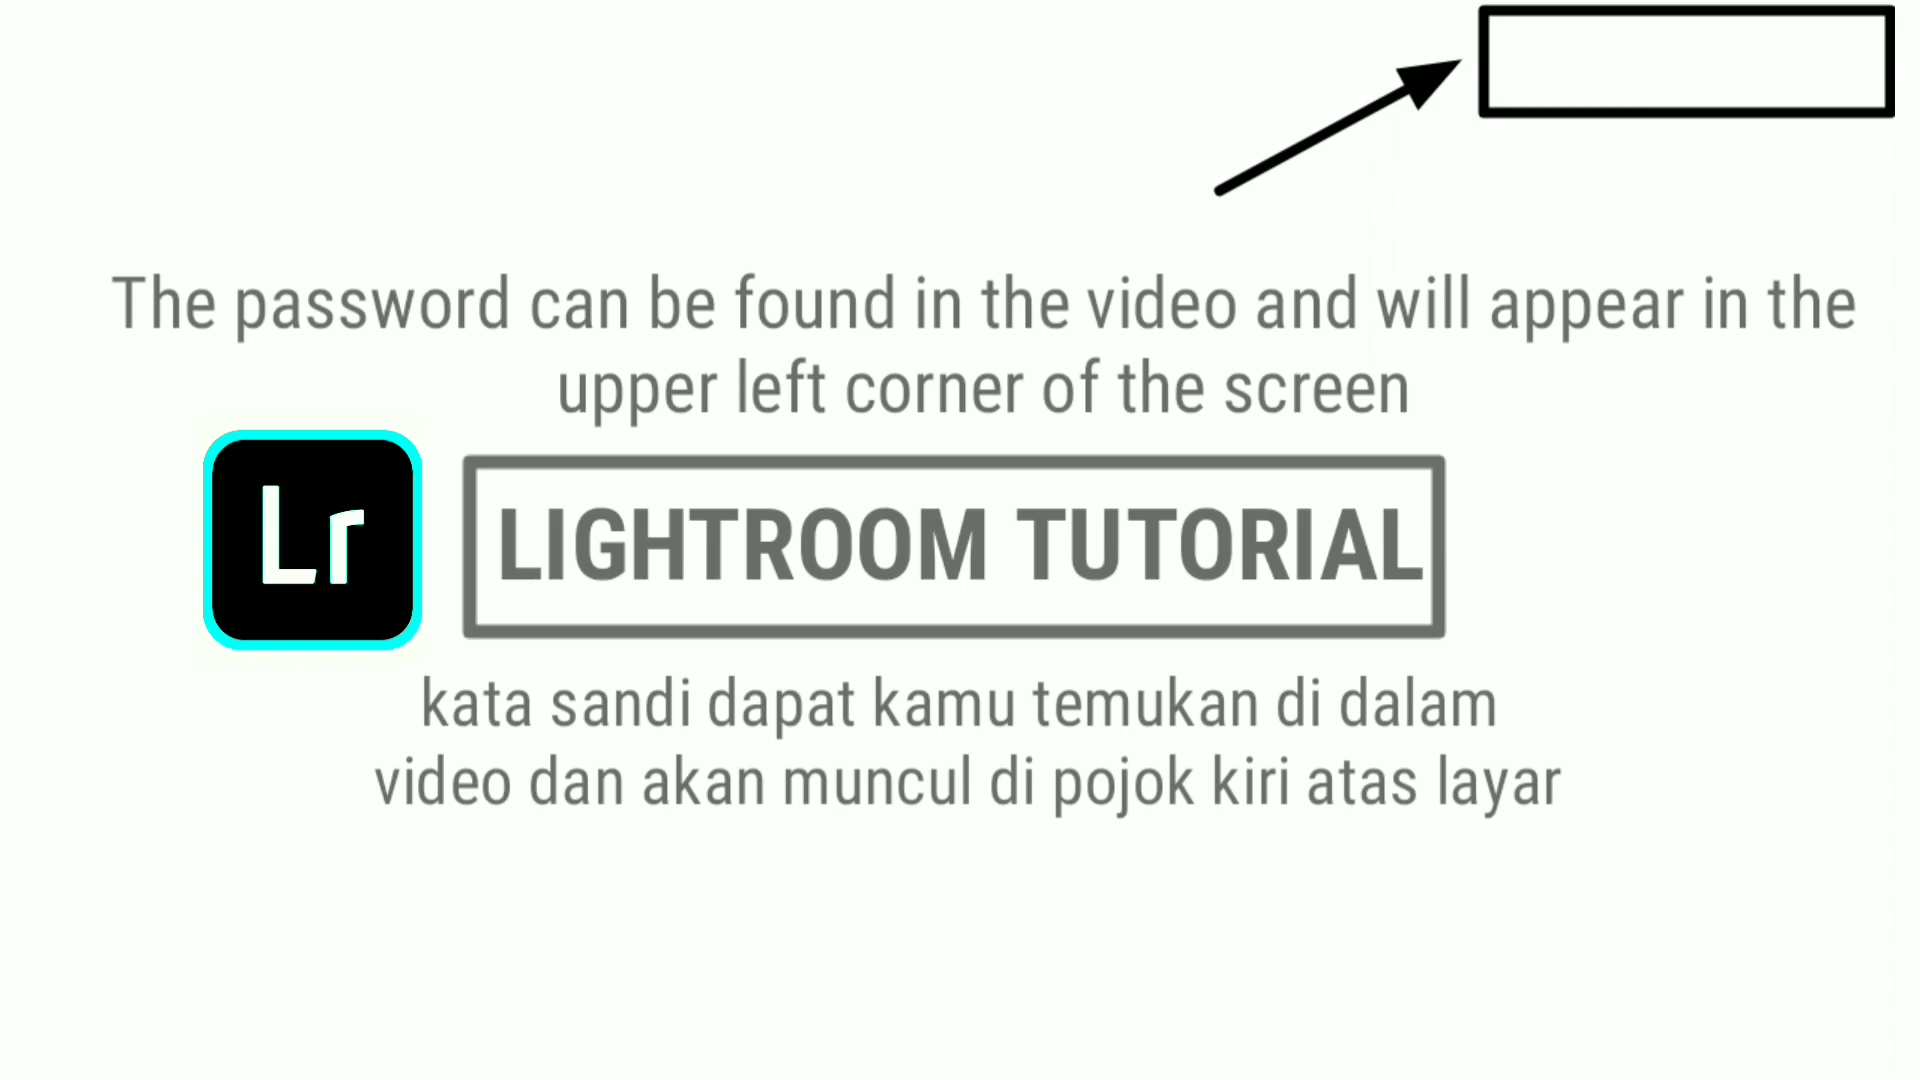 The password can be found in the video and will appear in the
upper left corner of the screen
Lr
LIGHTROOM TUTORIAL
kata sandi dapat kamu temukan di dalam
video dan akan muncul di pojok kiri atas layar